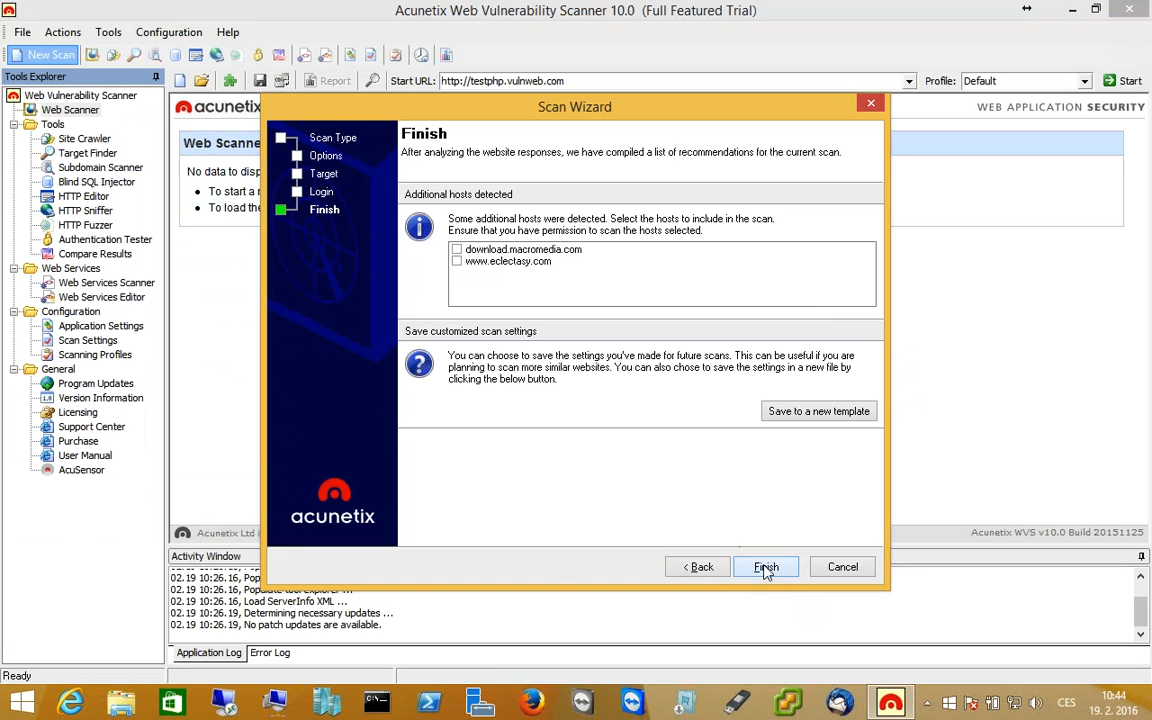 Acunetix Web Vulnerability Scanner 10.0 (Full Featured Trial)
File Actions Tools Configuration Help
New Scan
Tools Explorer
Report
Start URL: http://testphp.vulnweb.com
Profile: Default
Start
Web Vulnerability Scanner
Web Scanner
Tools
Site Crawler
Target Finder
Subdomain Scanner
Blind SQL Injector
HTTP Editor
HTTP Sniffer
HTTP Fuzzer
Authentication Tester
Compare Results
Web Services
Web Services Scanner
Web Services Editor
Configuration
Application Settings
Scan Settings
Scanning Profiles
General
Program Updates
1.0 Version Information
Licensing
Support Center
Purchase
User Manual
AcuSensor
acunetix
WEB APPLICATION SECURITY
Web Scanne
No data to disp
• To start a
• To load the
Scan Wizard
Scan Type
Options
Target
Login
Finish
acunetix
Finish
After analyzing the website responses, we have compiled a list of recommendations for the current scan.
Additional hosts detected
Some additional hosts were detected. Select the hosts to include in the scan.
Ensure that you have permission to scan the hosts selected.
download.macromedia.com
www.eclectasy.com
Save customized scan settings
You can choose to save the settings you've made for future scans. This can be useful if you are
planning to scan more similar websites. You can also chose to save the settings in a new file by
clicking the below button.
Save to a new template
< Back
Finish
Cancel
Acunetix Ltd
Acunetix WVS v10.0 Build 20151125
Activity Window
02.19 10:26.16, Pop
02.19 10:26.16, Load ServerInfo XML ...
02.19 10:26.19, Determining necessary updates ...
02.19 10:26.19, No patch updates are available.
Application Log Error Log
Ready
CES
10:44
19. 2. 2016